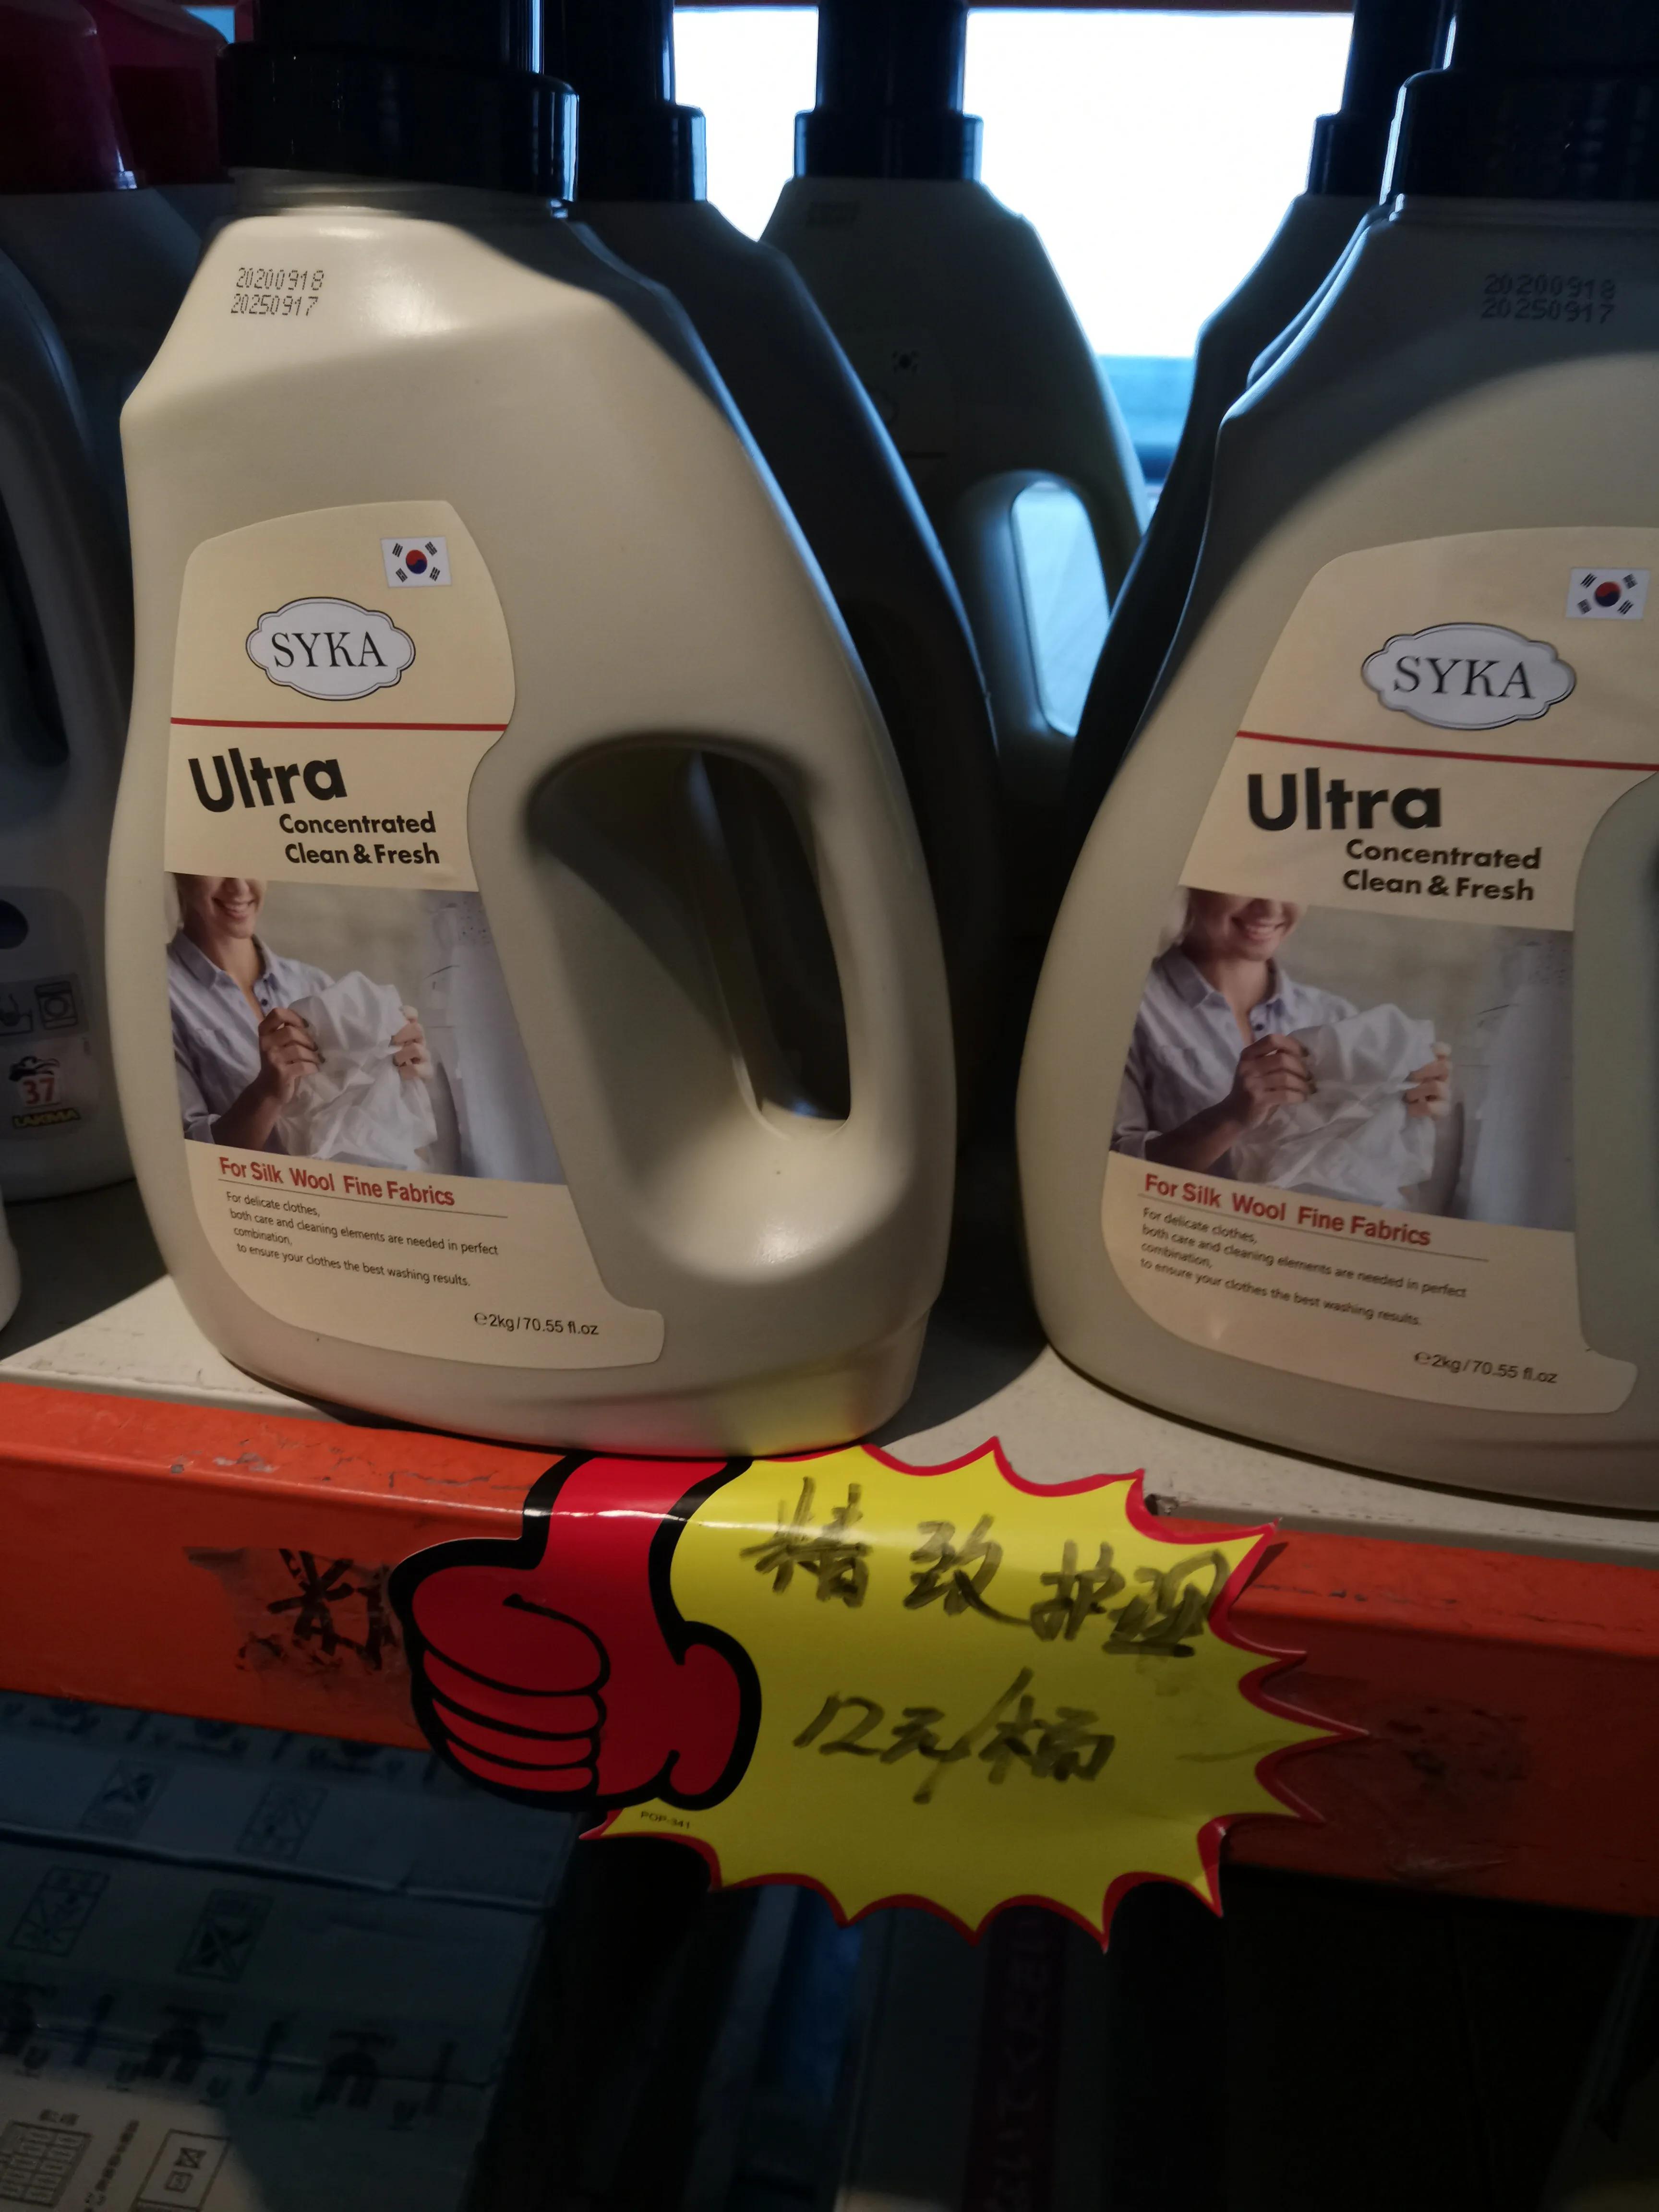 20200918
20250917
SYKA
Ultra
Concentrated
Clean & Fresh
For Silk Wool Fine Fabrics
For delicate clothes,
both care and cleaning elements are needed in perfect
combination,
to ensure your clothes the best washing results.
℮2kg/70.55 fl.oz
20200918
20250917
SYKA
Ultra
Concentrated
Clean & Fresh
For Silk Wool Fine Fabrics
For delicate clothes,
both care and cleaning elements are needed in perfect
combination,
to ensure your clothes the best washing results.
℮2kg/70.55 fl.oz
37
LAKMA
精致护理
12元/桶
POP-341